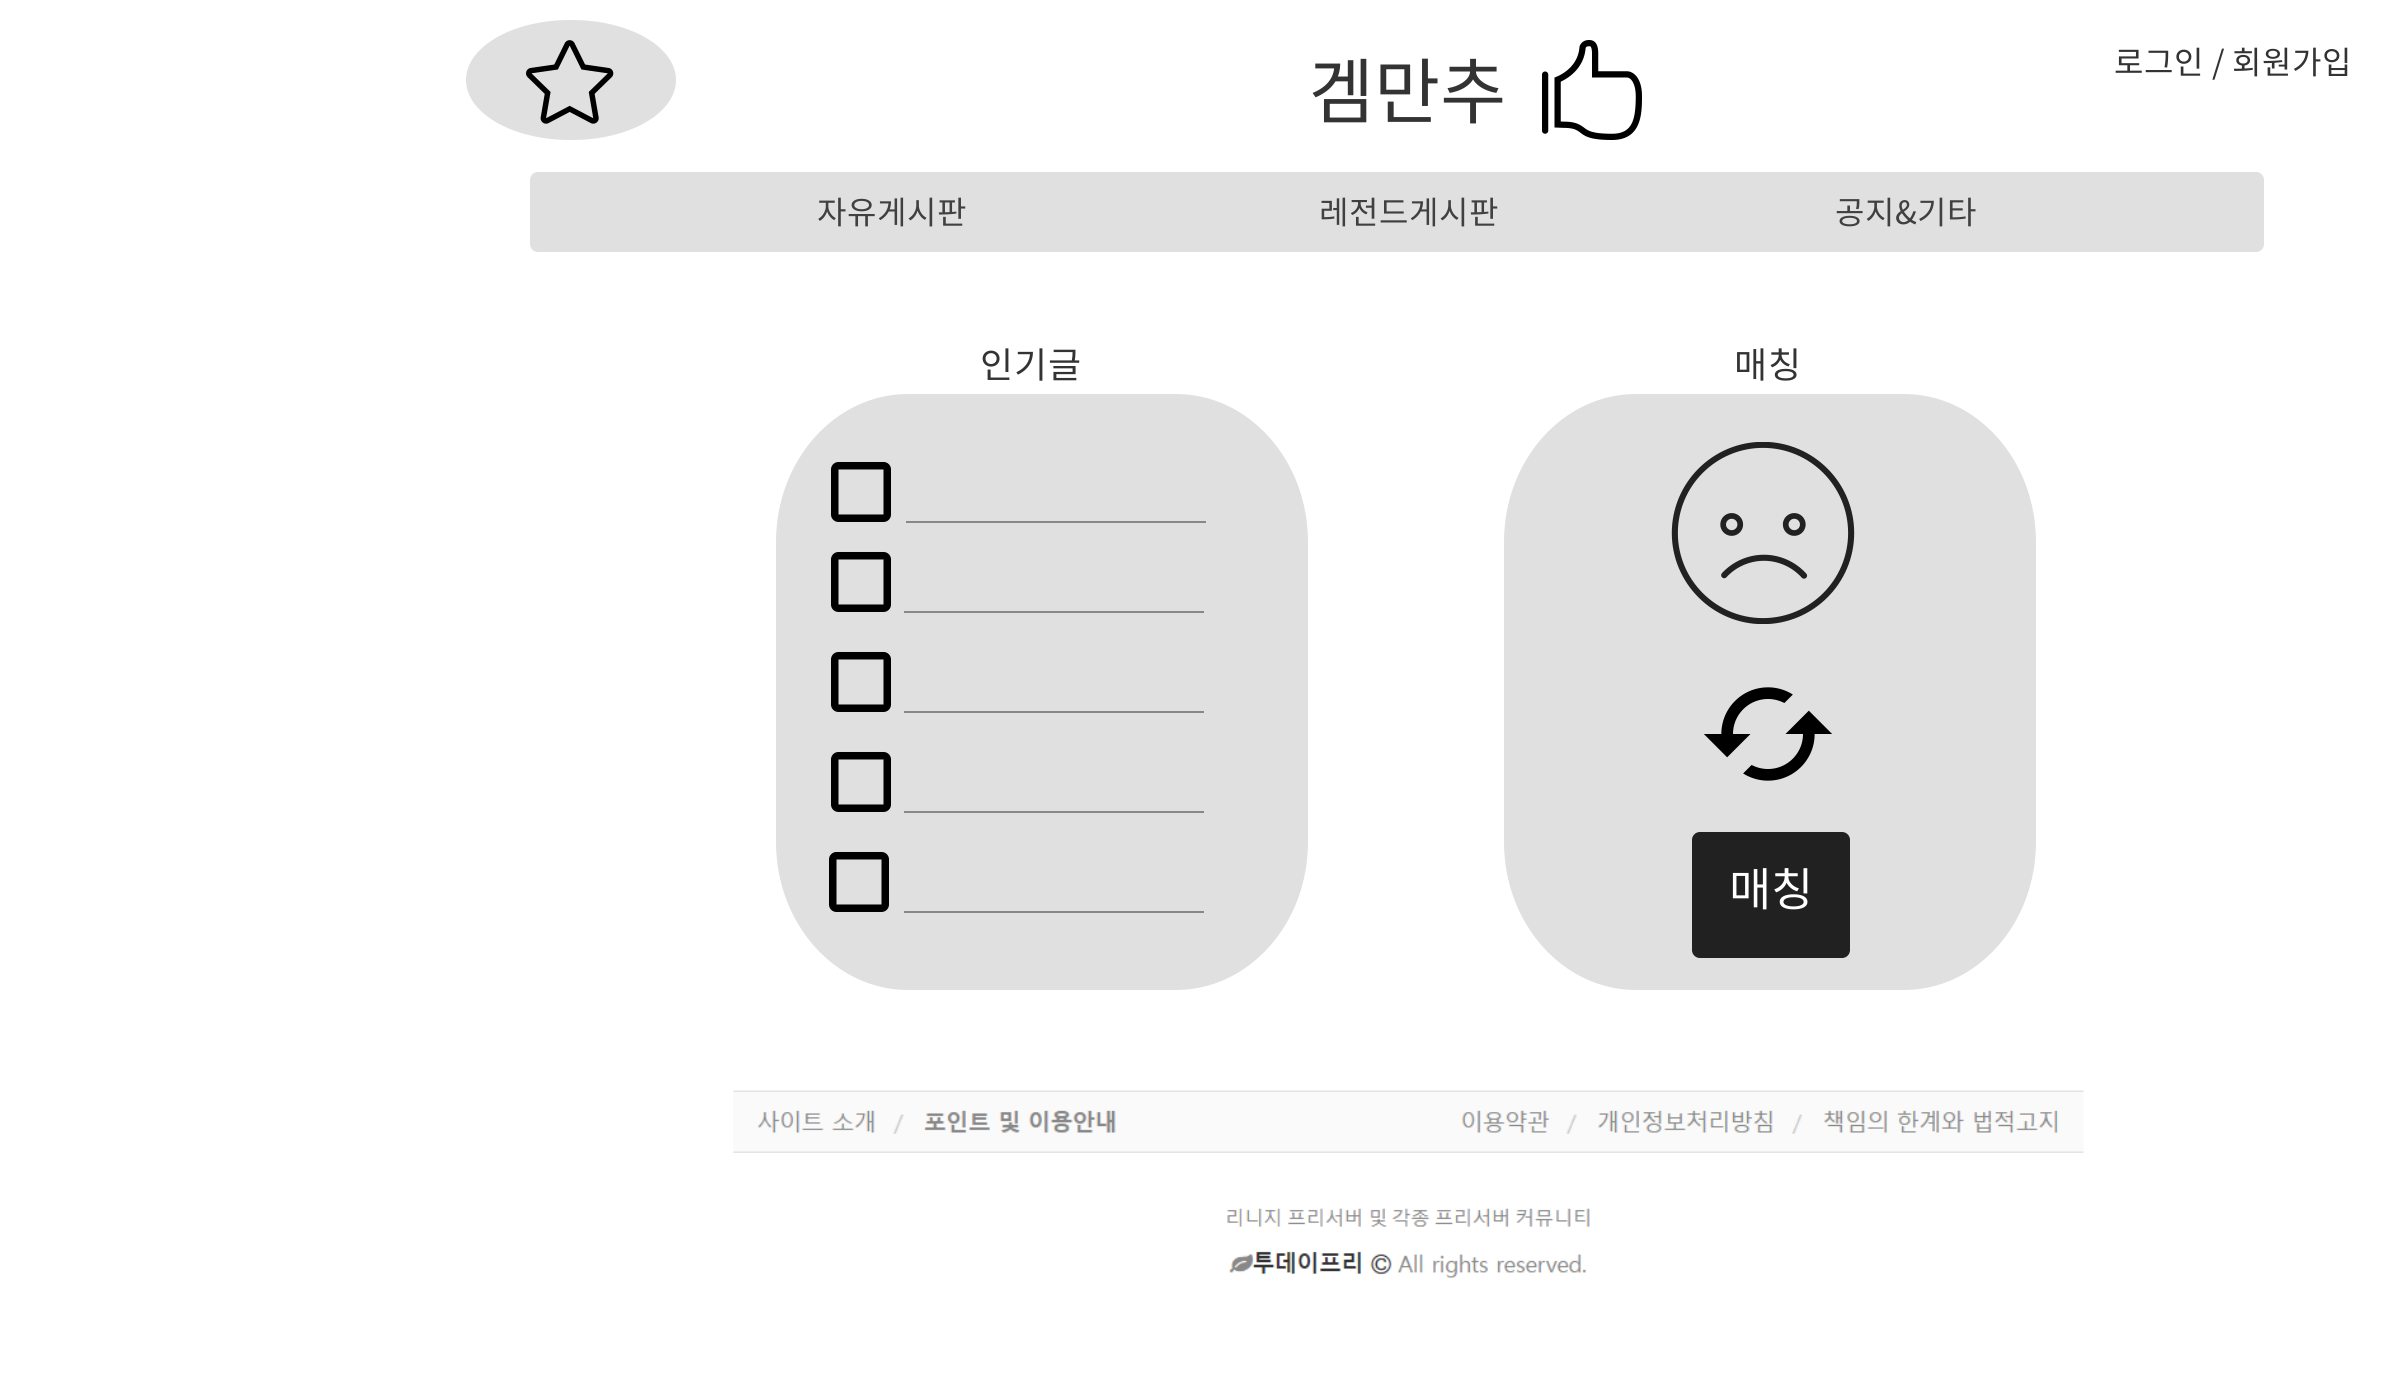 겜만추
로그인 / 회원가입
자유게시판 레전드게시판 공지&기타
인기글
매칭
매칭
사이트 소개 / 포인트 및 이용안내 이용약관 / 개인정보처리방침 / 책임의 한계와 법적고지
리니지 프리서버 및 각종 프리서버 커뮤니티
투데이프리 © All rights reserved.